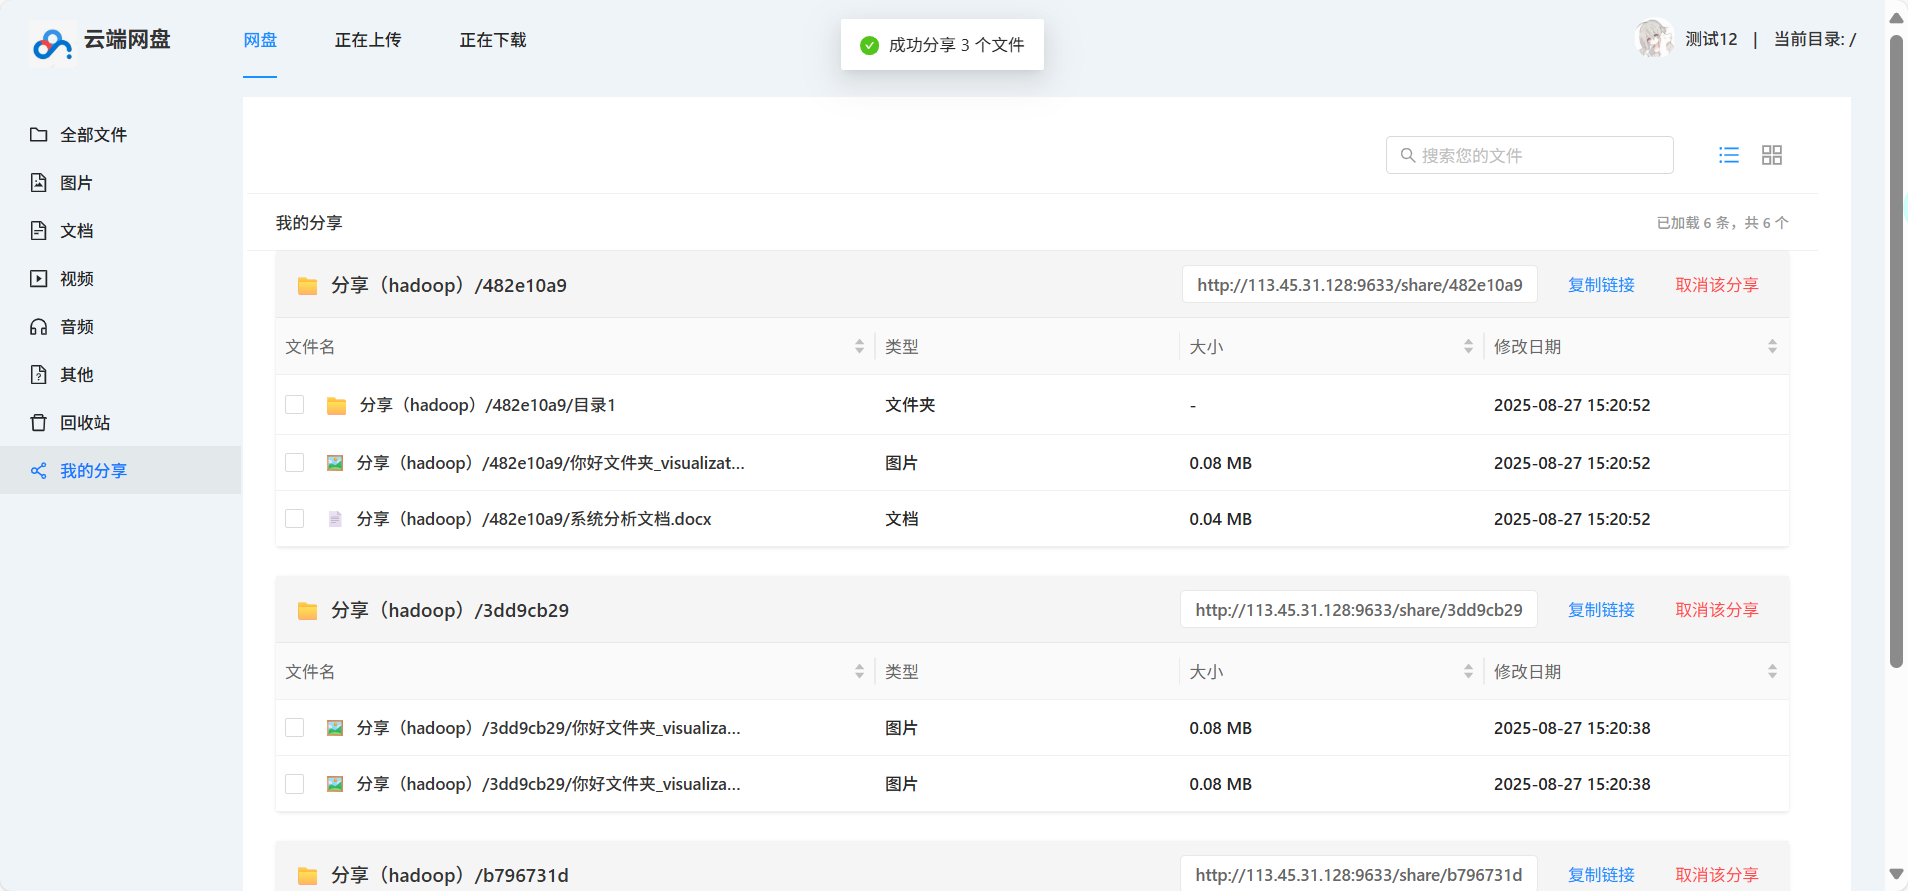 云端网盘
网盘 正在上传 正在下载
成功分享 3 个文件
测试12 | 当前目录: /
全部文件
图片
文档
视频
音频
其他
回收站
我的分享
搜索您的文件
我的分享
已加载 6 条，共 6 个
分享（hadoop）/482e10a9 http://113.45.31.128:9633/share/482e10a9 复制链接 取消该分享
文件名 类型 大小 修改日期
分享（hadoop）/482e10a9/目录1 文件夹 - 2025-08-27 15:20:52
分享（hadoop）/482e10a9/你好文件夹_visualizat... 图片 0.08 MB 2025-08-27 15:20:52
分享（hadoop）/482e10a9/系统分析文档.docx 文档 0.04 MB 2025-08-27 15:20:52
分享（hadoop）/3dd9cb29 http://113.45.31.128:9633/share/3dd9cb29 复制链接 取消该分享
文件名 类型 大小 修改日期
分享（hadoop）/3dd9cb29/你好文件夹_visualiza... 图片 0.08 MB 2025-08-27 15:20:38
分享（hadoop）/3dd9cb29/你好文件夹_visualiza... 图片 0.08 MB 2025-08-27 15:20:38
分享（hadoop）/b796731d http://113.45.31.128:9633/share/b796731d 复制链接 取消该分享